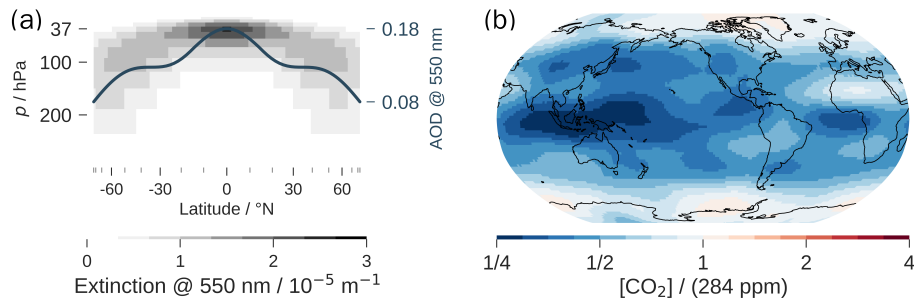 (a)
37
100
200
p / hPa
0.18
0.08
AOD @ 550 nm
-60
-30
0
30
60
Latitude / °N
0
1
2
3
Extinction @ 550 nm / 10⁻⁵ m⁻¹
(b)
1/4
1/2
1
2
4
[CO₂] / (284 ppm)